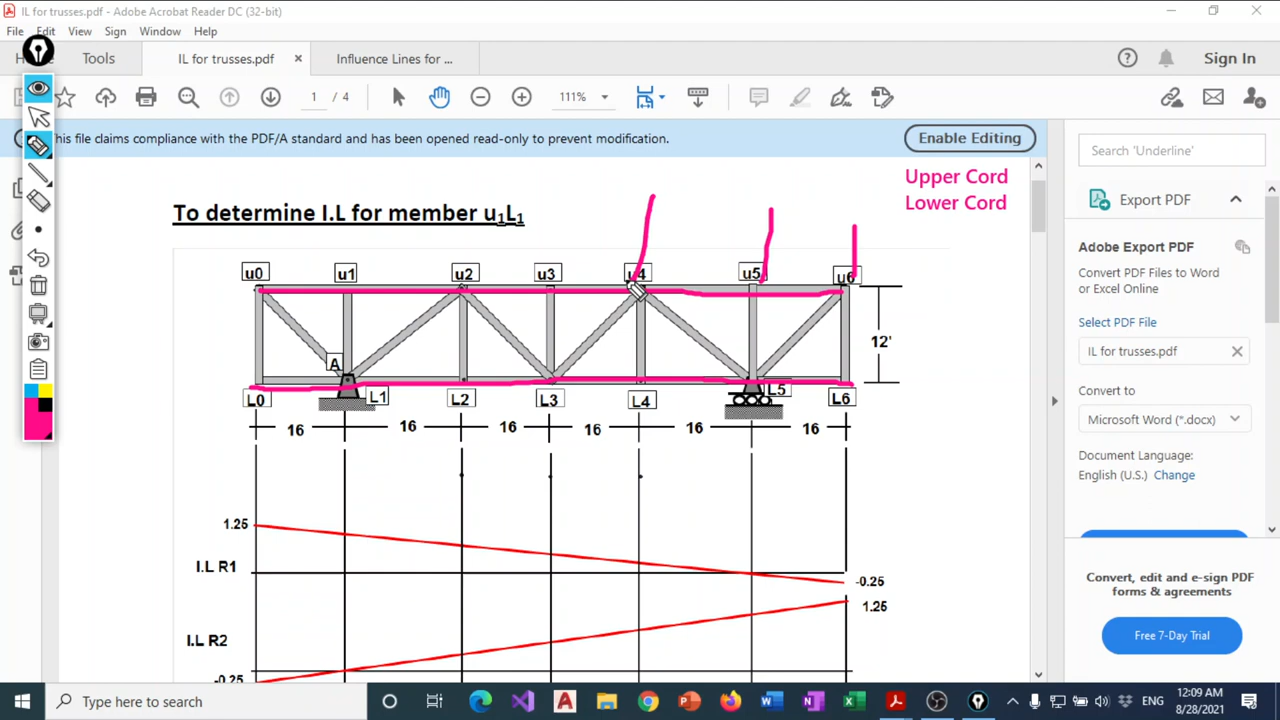 IL for trusses.pdf - Adobe Acrobat Reader DC (32-bit)
File Edit View Sign Window Help
Tools IL for trusses.pdf × Influence Lines for ... Sign In
1 / 4 111%
This file claims compliance with the PDF/A standard and has been opened read-only to prevent modification. Enable Editing
Search 'Underline'
Upper Cord
Lower Cord
To determine I.L for member u₁L₁
Export PDF
Adobe Export PDF
Convert PDF Files to Word
or Excel Online
Select PDF File
IL for trusses.pdf
Convert to
Microsoft Word (*.docx)
Document Language:
English (U.S.) Change
Convert, edit and e-sign PDF
forms & agreements
Free 7-Day Trial
u0 u1 u2 u3 u4 u5 u6
12'
A
L0 L1 L2 L3 L4 L5 L6
16 16 16 16 16 16
1.25
I.L R1
-0.25
1.25
I.L R2
-0.25
Type here to search
ENG 12:09 AM
8/28/2021